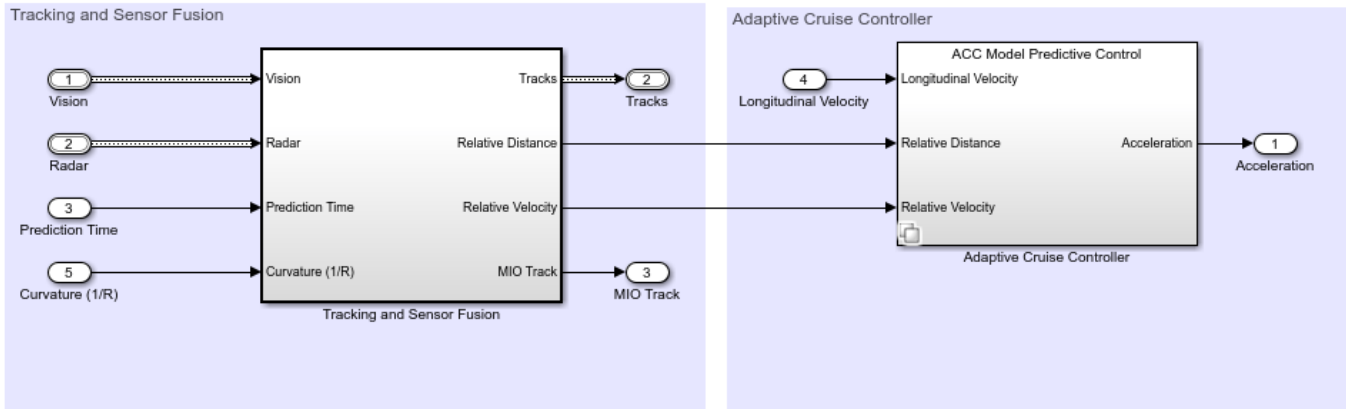 Tracking and Sensor Fusion
1
Vision
2
Radar
3
Prediction Time
5
Curvature (1/R)
Vision
Radar
Prediction Time
Curvature (1/R)
Tracks
Relative Distance
Relative Velocity
MIO Track
Tracking and Sensor Fusion
2
Tracks
3
MIO Track
Adaptive Cruise Controller
4
Longitudinal Velocity
ACC Model Predictive Control
Longitudinal Velocity
Relative Distance
Relative Velocity
Acceleration
Adaptive Cruise Controller
1
Acceleration